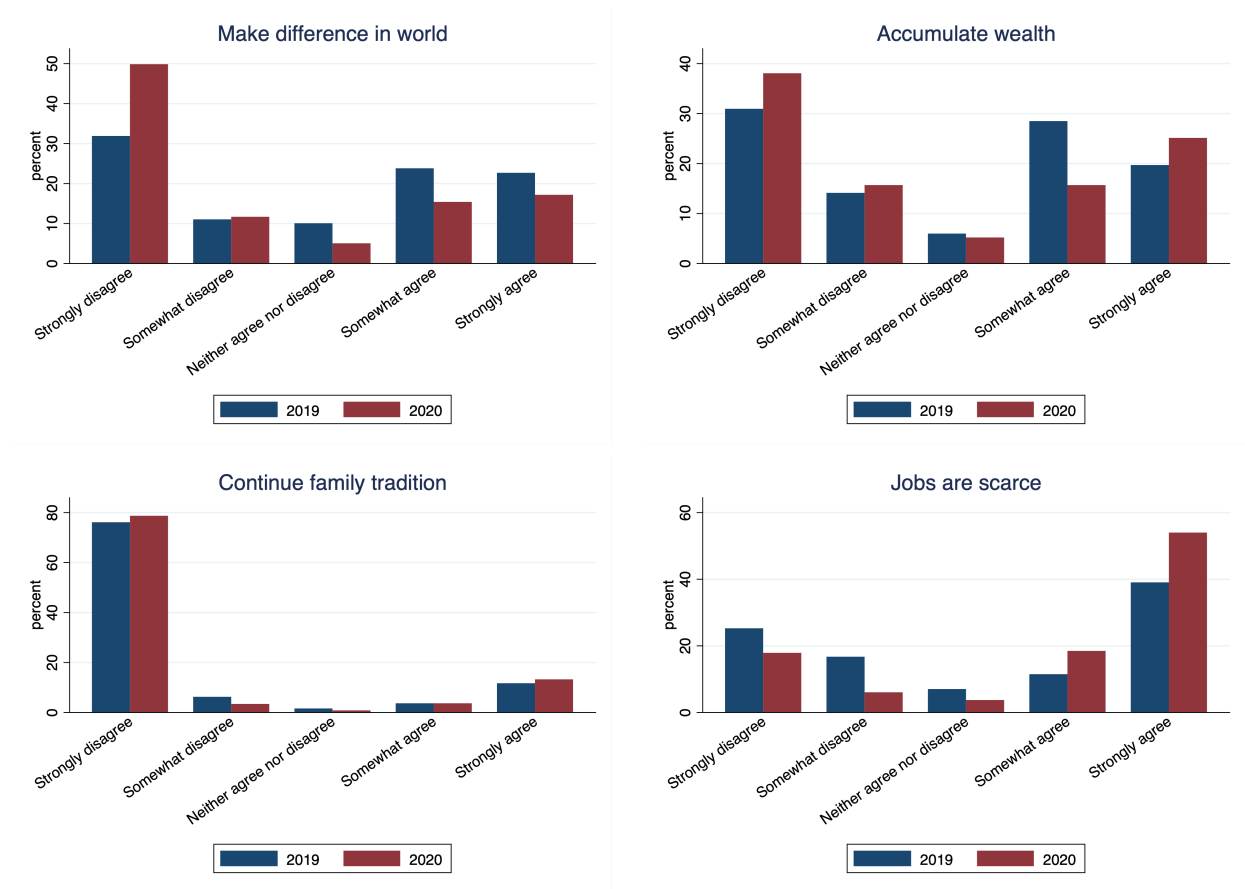 Make difference in world
percent
0 10 20 30 40 50
Strongly disagree
Somewhat disagree
Neither agree nor disagree
Somewhat agree
Strongly agree
2019 2020
Accumulate wealth
percent
0 10 20 30 40
Strongly disagree
Somewhat disagree
Neither agree nor disagree
Somewhat agree
Strongly agree
2019 2020
Continue family tradition
percent
0 20 40 60 80
Strongly disagree
Somewhat disagree
Neither agree nor disagree
Somewhat agree
Strongly agree
2019 2020
Jobs are scarce
percent
0 20 40 60
Strongly disagree
Somewhat disagree
Neither agree nor disagree
Somewhat agree
Strongly agree
2019 2020